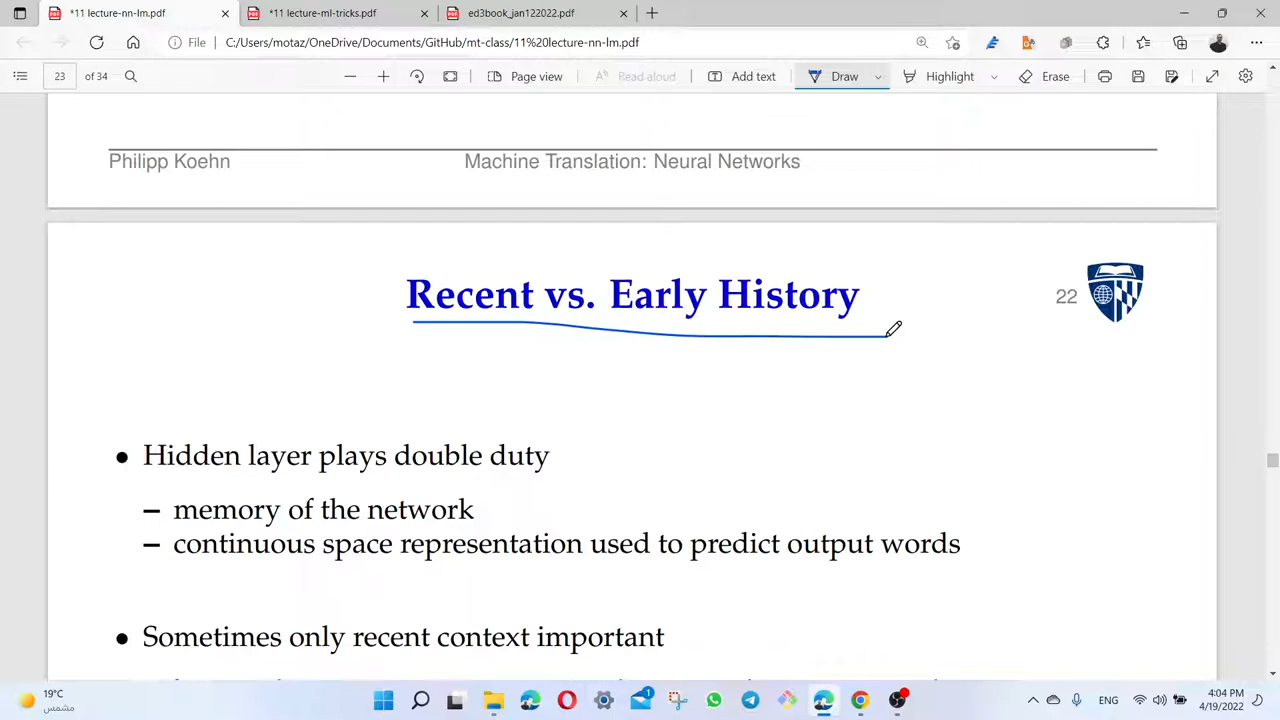 *11 lecture-nn-lm.pdf
*11 lecture-ml-tricks.pdf
ed3book_jan122022.pdf
File
C:/Users/motaz/OneDrive/Documents/GitHub/mt-class/11%20lecture-nn-lm.pdf
23 of 34
Page view
Read aloud
Add text
Draw
Highlight
Erase
Philipp Koehn
Machine Translation: Neural Networks
Recent vs. Early History
22
• Hidden layer plays double duty
– memory of the network
– continuous space representation used to predict output words
• Sometimes only recent context important
19°C
مشمس
1
ENG
4:04 PM
4/19/2022